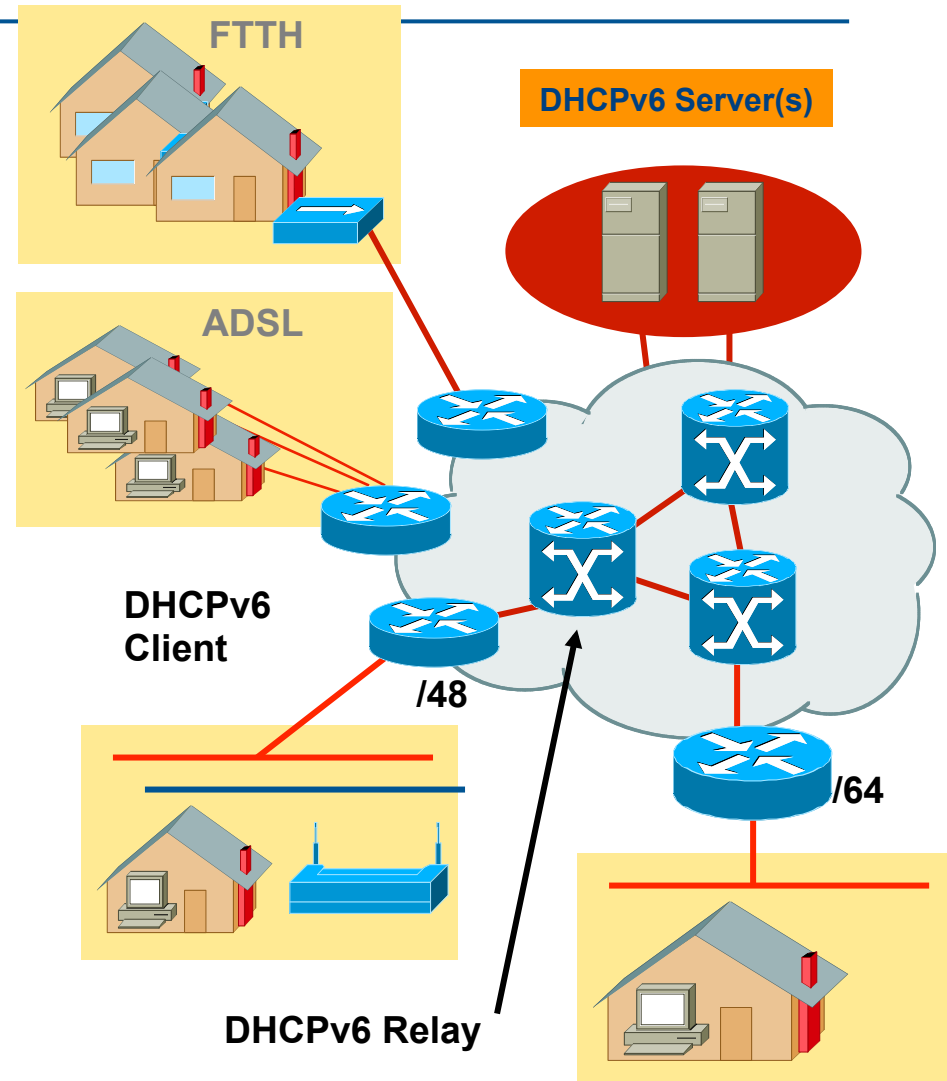 FTTH
DHCPv6 Server(s)
ADSL
DHCPv6
Client
/48
/64
DHCPv6 Relay